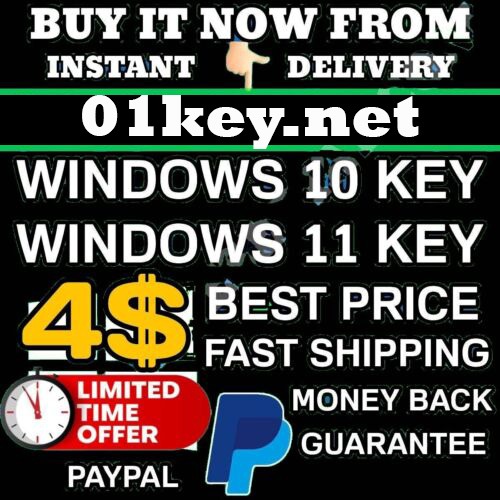 BUY IT NOW FROM
INSTANT DELIVERY
01key.net
WINDOWS 10 KEY
WINDOWS 11 KEY
4$ BEST PRICE
FAST SHIPPING
LIMITED
TIME
OFFER
MONEY BACK
GUARANTEE
PAYPAL